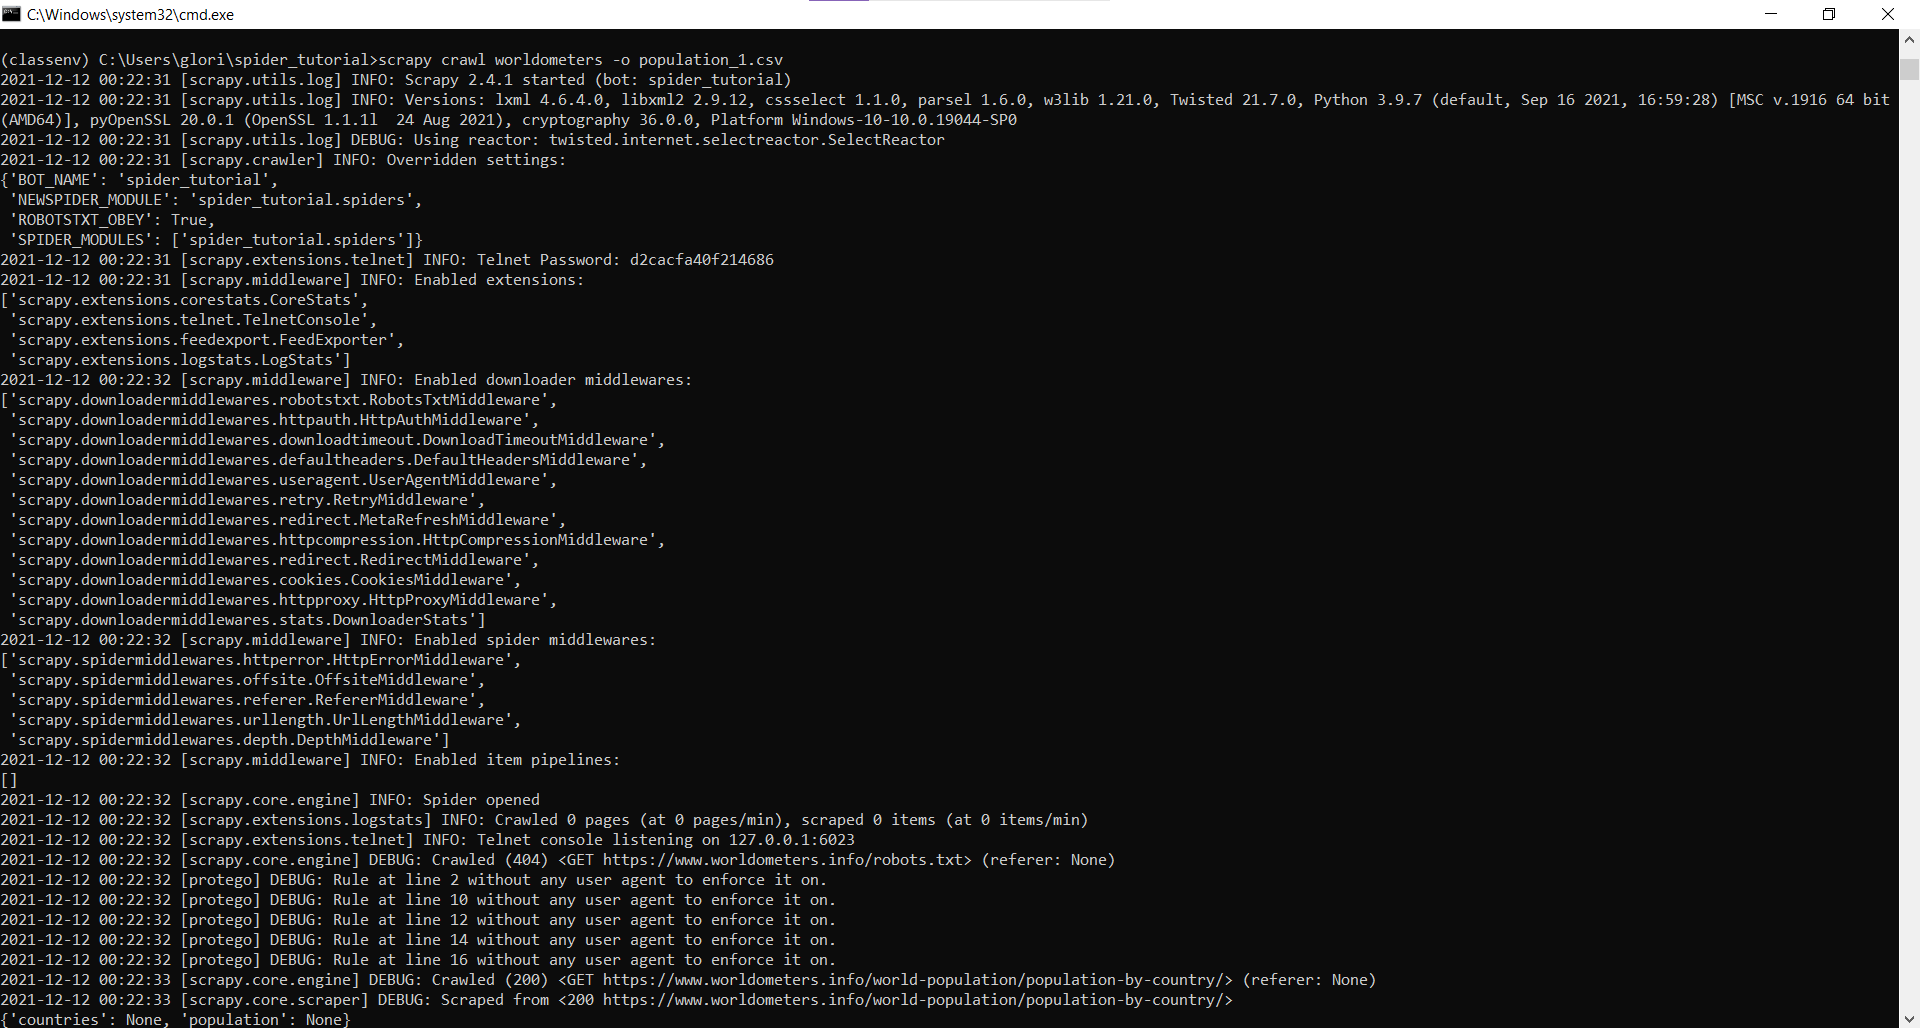 C:\Windows\system32\cmd.exe
(classenv) C:\Users\glori\spider_tutorial>scrapy crawl worldometers -o population_1.csv
2021-12-12 00:22:31 [scrapy.utils.log] INFO: Scrapy 2.4.1 started (bot: spider_tutorial)
2021-12-12 00:22:31 [scrapy.utils.log] INFO: Versions: lxml 4.6.4.0, libxml2 2.9.12, cssselect 1.1.0, parsel 1.6.0, w3lib 1.21.0, Twisted 21.7.0, Python 3.9.7 (default, Sep 16 2021, 16:59:28) [MSC v.1916 64 bit
(AMD64)], pyOpenSSL 20.0.1 (OpenSSL 1.1.1l  24 Aug 2021), cryptography 36.0.0, Platform Windows-10-10.0.19044-SP0
2021-12-12 00:22:31 [scrapy.utils.log] DEBUG: Using reactor: twisted.internet.selectreactor.SelectReactor
2021-12-12 00:22:31 [scrapy.crawler] INFO: Overridden settings:
{'BOT_NAME': 'spider_tutorial',
 'NEWSPIDER_MODULE': 'spider_tutorial.spiders',
 'ROBOTSTXT_OBEY': True,
 'SPIDER_MODULES': ['spider_tutorial.spiders']}
2021-12-12 00:22:31 [scrapy.extensions.telnet] INFO: Telnet Password: d2cacfa40f214686
2021-12-12 00:22:31 [scrapy.middleware] INFO: Enabled extensions:
['scrapy.extensions.corestats.CoreStats',
 'scrapy.extensions.telnet.TelnetConsole',
 'scrapy.extensions.feedexport.FeedExporter',
 'scrapy.extensions.logstats.LogStats']
2021-12-12 00:22:32 [scrapy.middleware] INFO: Enabled downloader middlewares:
['scrapy.downloadermiddlewares.robotstxt.RobotsTxtMiddleware',
 'scrapy.downloadermiddlewares.httpauth.HttpAuthMiddleware',
 'scrapy.downloadermiddlewares.downloadtimeout.DownloadTimeoutMiddleware',
 'scrapy.downloadermiddlewares.defaultheaders.DefaultHeadersMiddleware',
 'scrapy.downloadermiddlewares.useragent.UserAgentMiddleware',
 'scrapy.downloadermiddlewares.retry.RetryMiddleware',
 'scrapy.downloadermiddlewares.redirect.MetaRefreshMiddleware',
 'scrapy.downloadermiddlewares.httpcompression.HttpCompressionMiddleware',
 'scrapy.downloadermiddlewares.redirect.RedirectMiddleware',
 'scrapy.downloadermiddlewares.cookies.CookiesMiddleware',
 'scrapy.downloadermiddlewares.httpproxy.HttpProxyMiddleware',
 'scrapy.downloadermiddlewares.stats.DownloaderStats']
2021-12-12 00:22:32 [scrapy.middleware] INFO: Enabled spider middlewares:
['scrapy.spidermiddlewares.httperror.HttpErrorMiddleware',
 'scrapy.spidermiddlewares.offsite.OffsiteMiddleware',
 'scrapy.spidermiddlewares.referer.RefererMiddleware',
 'scrapy.spidermiddlewares.urllength.UrlLengthMiddleware',
 'scrapy.spidermiddlewares.depth.DepthMiddleware']
2021-12-12 00:22:32 [scrapy.middleware] INFO: Enabled item pipelines:
[]
2021-12-12 00:22:32 [scrapy.core.engine] INFO: Spider opened
2021-12-12 00:22:32 [scrapy.extensions.logstats] INFO: Crawled 0 pages (at 0 pages/min), scraped 0 items (at 0 items/min)
2021-12-12 00:22:32 [scrapy.extensions.telnet] INFO: Telnet console listening on 127.0.0.1:6023
2021-12-12 00:22:32 [scrapy.core.engine] DEBUG: Crawled (404) <GET https://www.worldometers.info/robots.txt> (referer: None)
2021-12-12 00:22:32 [protego] DEBUG: Rule at line 2 without any user agent to enforce it on.
2021-12-12 00:22:32 [protego] DEBUG: Rule at line 10 without any user agent to enforce it on.
2021-12-12 00:22:32 [protego] DEBUG: Rule at line 12 without any user agent to enforce it on.
2021-12-12 00:22:32 [protego] DEBUG: Rule at line 14 without any user agent to enforce it on.
2021-12-12 00:22:32 [protego] DEBUG: Rule at line 16 without any user agent to enforce it on.
2021-12-12 00:22:33 [scrapy.core.engine] DEBUG: Crawled (200) <GET https://www.worldometers.info/world-population/population-by-country/> (referer: None)
2021-12-12 00:22:33 [scrapy.core.scraper] DEBUG: Scraped from <200 https://www.worldometers.info/world-population/population-by-country/>
{'countries': None, 'population': None}